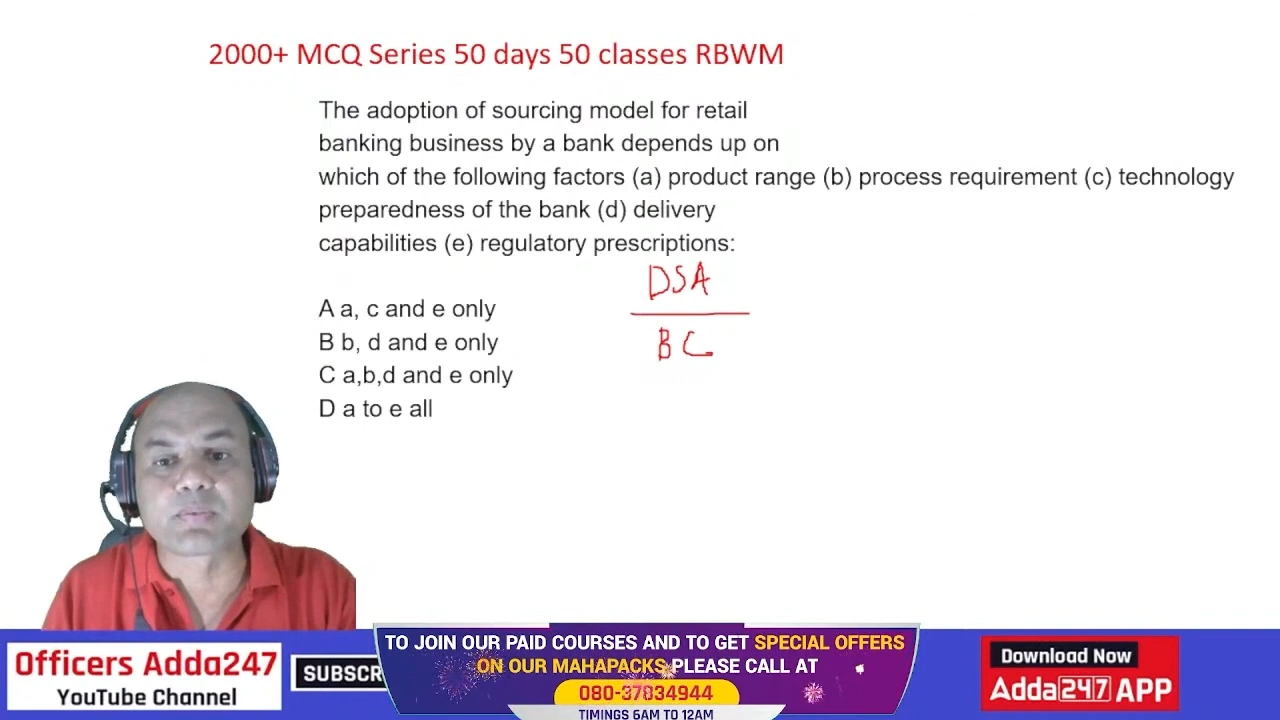 2000+ MCQ Series 50 days 50 classes RBWM
The adoption of sourcing model for retail
banking business by a bank depends up on
which of the following factors (a) product range (b) process requirement (c) technology
preparedness of the bank (d) delivery
capabilities (e) regulatory prescriptions:
DSA
A a, c and e only
B b, d and e only
BC
C a,b,d and e only
D a to e all
Officers Adda247
YouTube Channel
SUBSCR
TO JOIN OUR PAID COURSES AND TO GET SPECIAL OFFERS
ON OUR MAHAPACKS PLEASE CALL AT
080-37834944
TIMINGS 6AM TO 12AM
Download Now
Adda247 APP